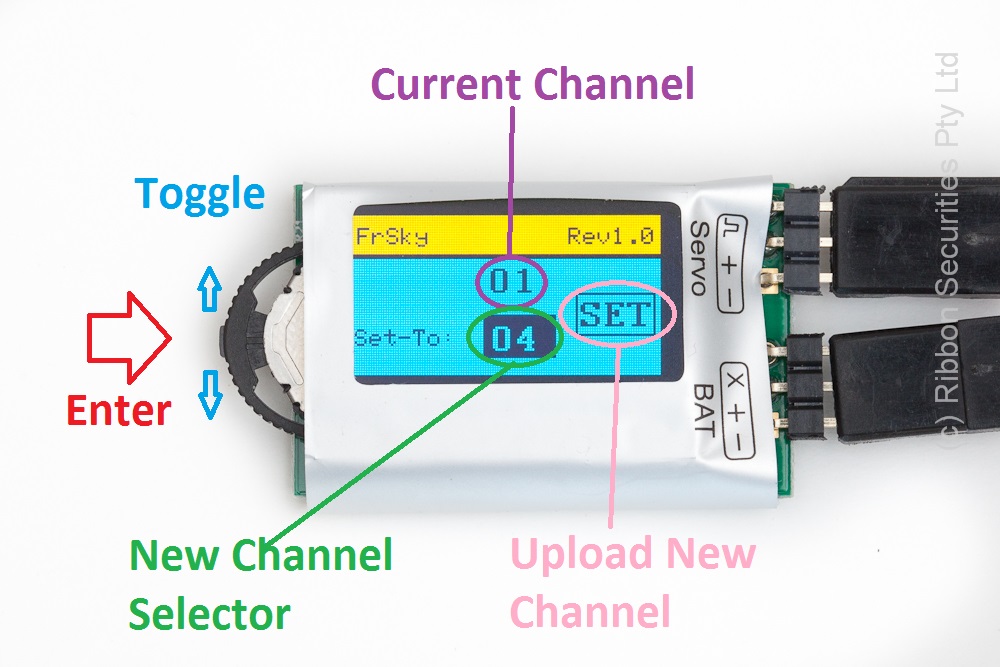 Current Channel
Toggle
FrSky Rev1.0
01
SET
Set-To: 04
Enter
Servo
+ -
BAT
X + -
New Channel
Selector
Upload New
Channel
c) Ribbon Securities Pty Ltd